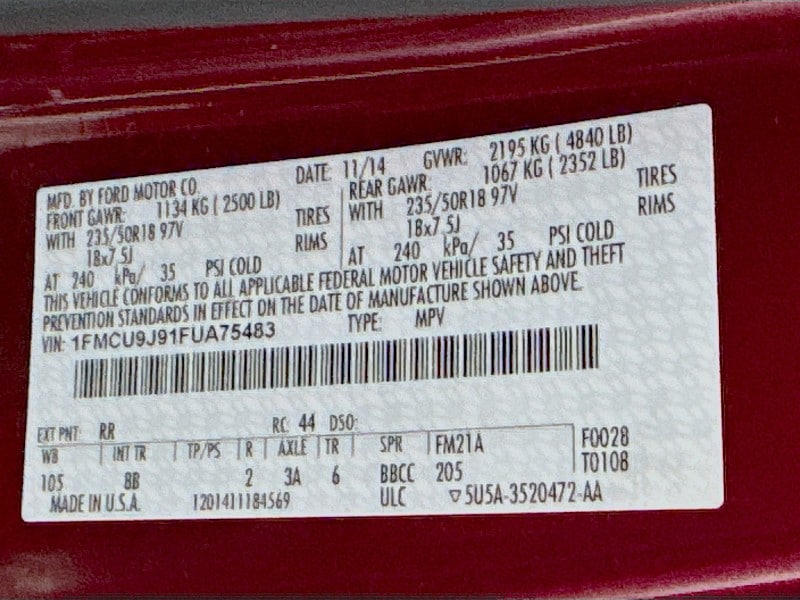 MFD. BY FORD MOTOR CO. DATE: 11/14 GVWR: 2195 KG ( 4840 LB)
FRONT GAWR: 1134 KG ( 2500 LB) REAR GAWR: 1067 KG ( 2352 LB)
WITH 235/50R18 97V TIRES WITH 235/50R18 97V TIRES
18x7.5J RIMS 18x7.5J RIMS
AT 240 kPa/ 35 PSI COLD AT 240 kPa/ 35 PSI COLD
THIS VEHICLE CONFORMS TO ALL APPLICABLE FEDERAL MOTOR VEHICLE SAFETY AND THEFT
PREVENTION STANDARDS IN EFFECT ON THE DATE OF MANUFACTURE SHOWN ABOVE.
VIN: 1FMCU9J91FUA75483 TYPE: MPV
EXT PNT: RR RC: 44 DSO:
WB INT TR TP/PS R AXLE TR SPR FM21A F0028
105 8B 2 3A 6 BBCC 205 T0108
MADE IN U.S.A. 1201411184569 ULC ▽5U5A-3520472-AA